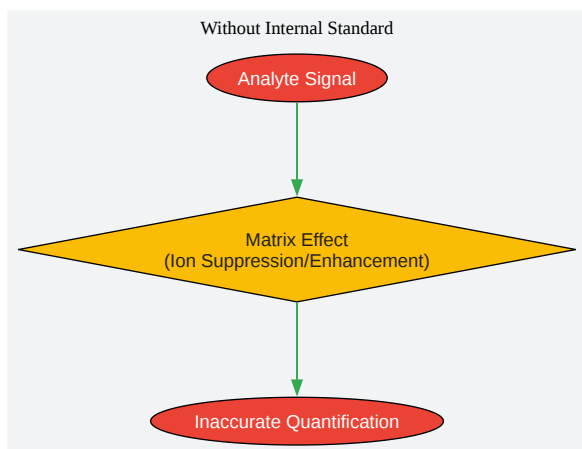 Without Internal Standard
Analyte Signal
Matrix Effect
(Ion Suppression/Enhancement)
Inaccurate Quantification